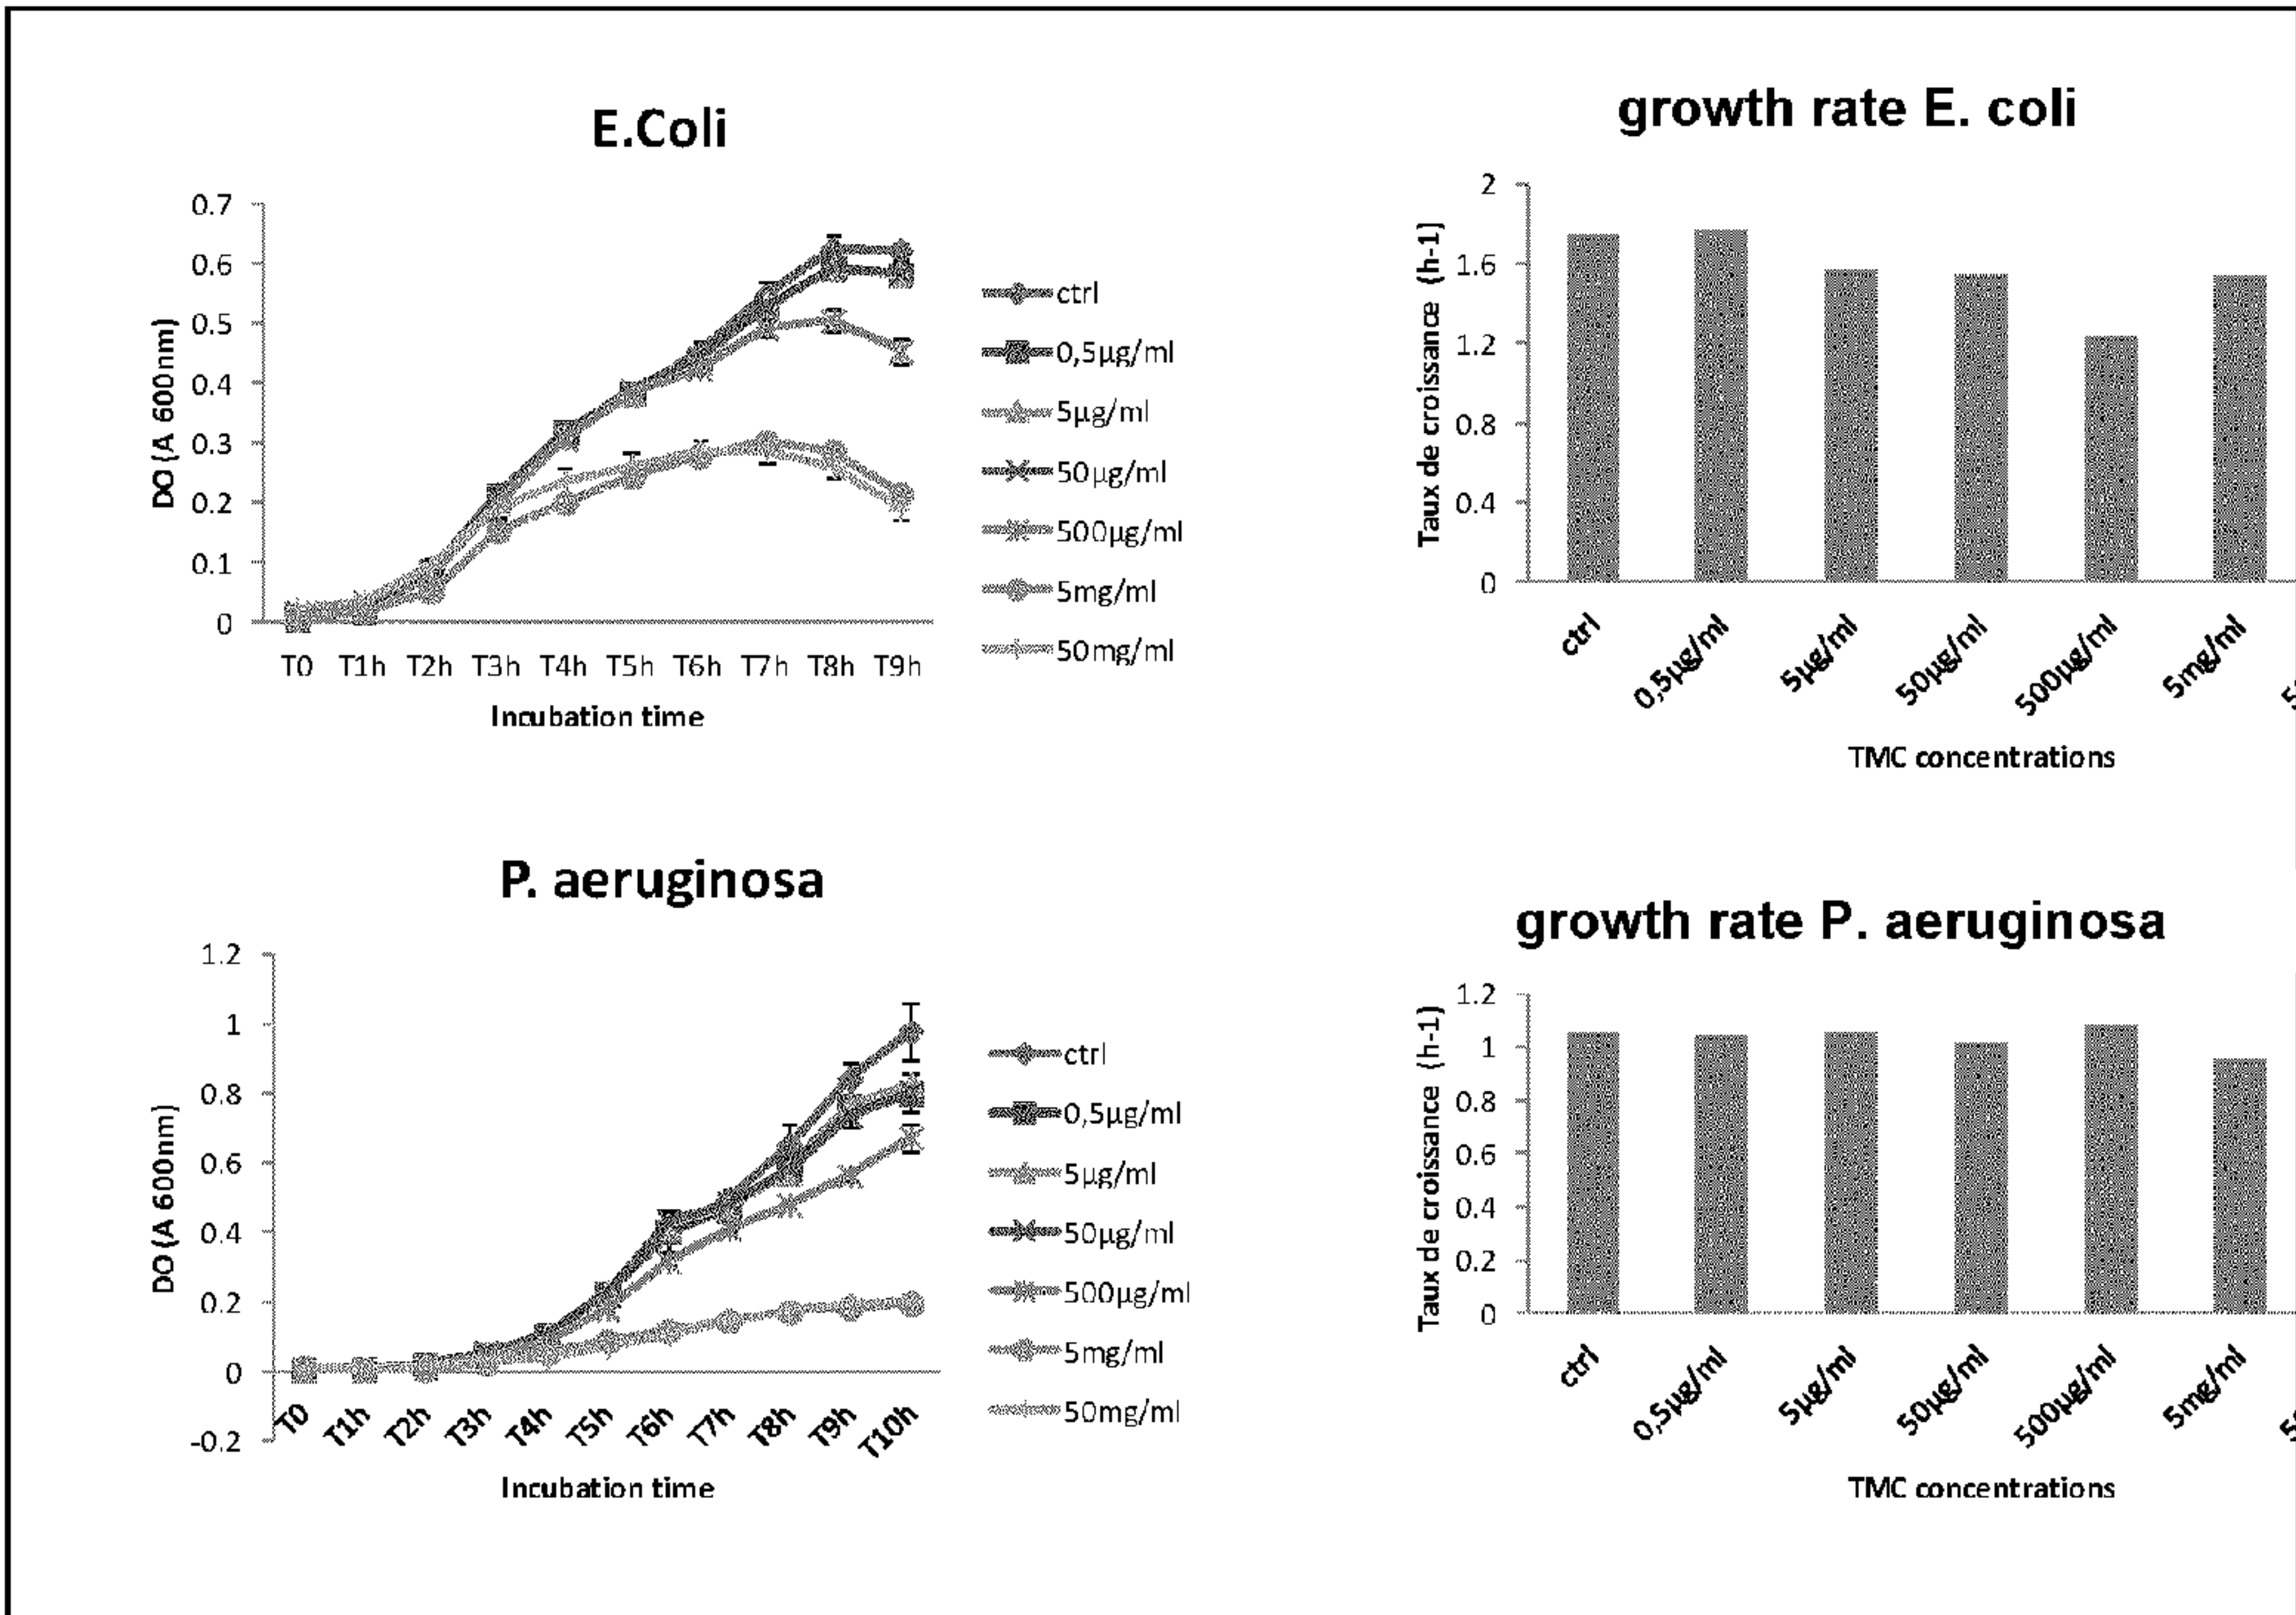 E.Coli
0.7
0.6
0.5
0.4
0.3
0.2
0.1
0
DO (A 600nm)
T0 T1h T2h T3h T4h T5h T6h T7h T8h T9h
Incubation time
ctrl
0,5µg/ml
5µg/ml
50µg/ml
500µg/ml
5mg/ml
50mg/ml
growth rate E. coli
2
1.6
1.2
0.8
0.4
0
Taux de croissance (h-1)
ctrl 0,5µg/ml 5µg/ml 50µg/ml 500µg/ml 5mg/ml
TMC concentrations
P. aeruginosa
1.2
1
0.8
0.6
0.4
0.2
0
-0.2
DO (A 600nm)
T0 T1h T2h T3h T4h T5h T6h T7h T8h T9h T10h
Incubation time
ctrl
0,5µg/ml
5µg/ml
50µg/ml
500µg/ml
5mg/ml
50mg/ml
growth rate P. aeruginosa
1.2
1
0.8
0.6
0.4
0.2
0
Taux de croissance (h-1)
ctrl 0,5µg/ml 5µg/ml 50µg/ml 500µg/ml 5mg/ml
TMC concentrations